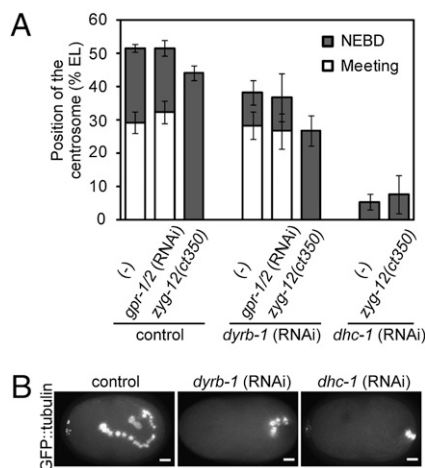 A
Position of the
centrosome (% EL)
60
50
40
30
20
10
0
NEBD
Meeting
(-)
gpr-1/2 (RNAi)
zyg-12(ct350)
(-)
gpr-1/2 (RNAi)
zyg-12(ct350)
(-)
zyg-12(ct350)
control
dyrb-1 (RNAi)
dhc-1 (RNAi)
B
control
dyrb-1 (RNAi)
dhc-1 (RNAi)
GFP::tubulin